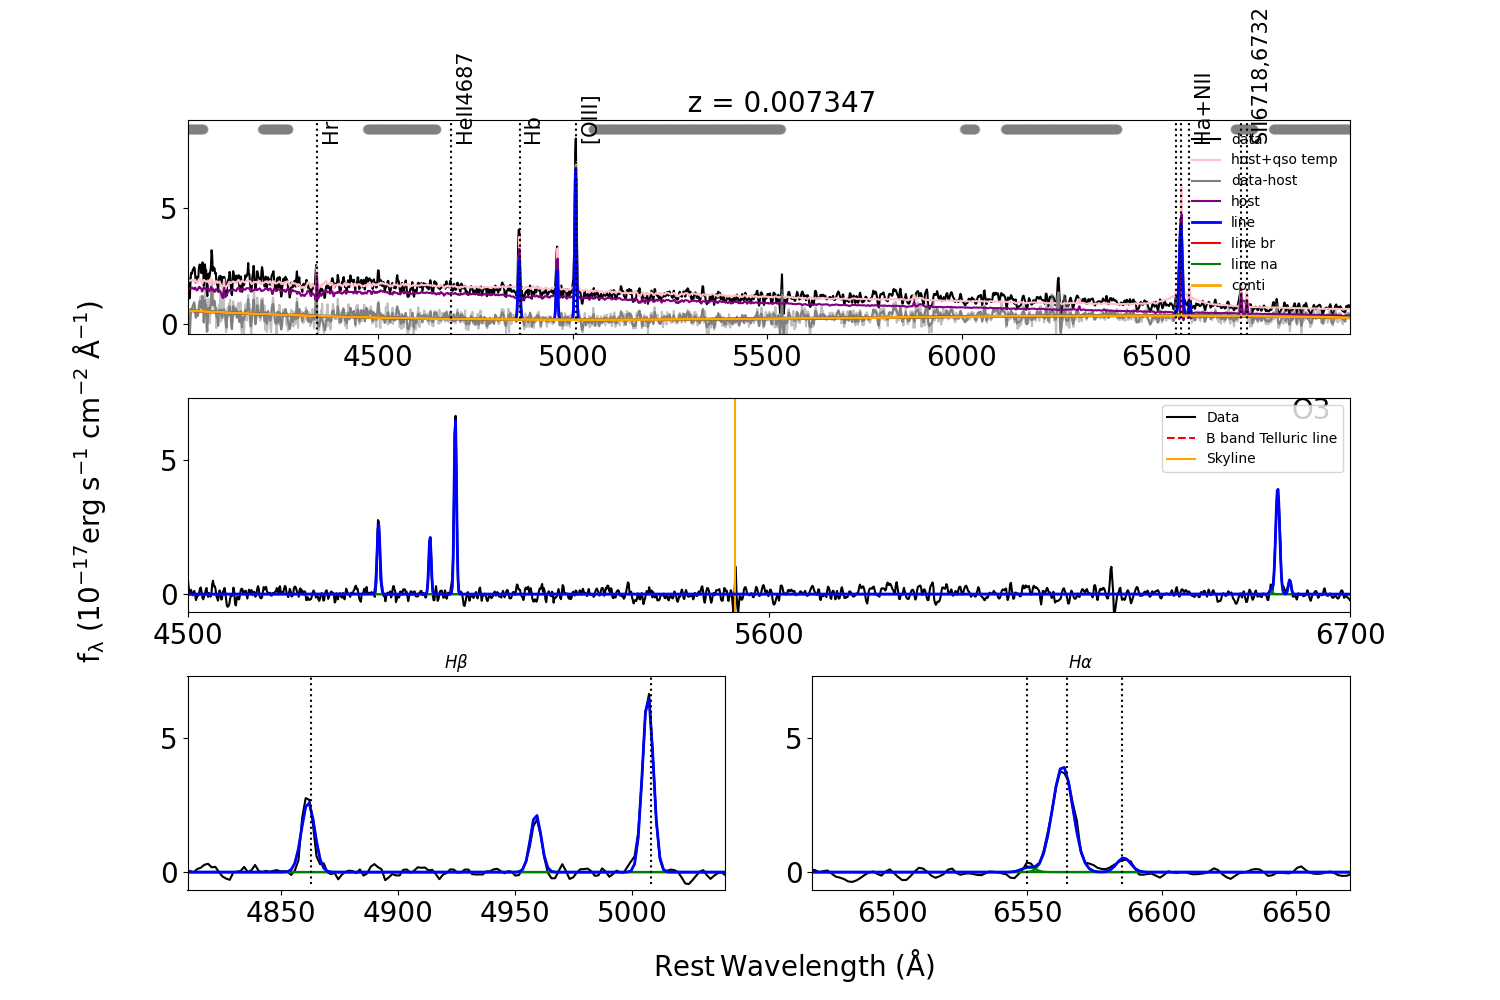 z = 0.007347
Hr
HeII4687
Hb
[OIII]
Ha+NII
SII6718,6732
data
host+qso temp
data-host
host
line
line br
line na
conti
5
0
4500 5000 5500 6000 6500
O3
Data
B band Telluric line
Skyline
5
0
4500 5600 6700
fλ (10⁻¹⁷erg s⁻¹ cm⁻² Å⁻¹)
Hβ
5
0
4850 4900 4950 5000
Hα
5
0
6500 6550 6600 6650
Rest Wavelength (Å)